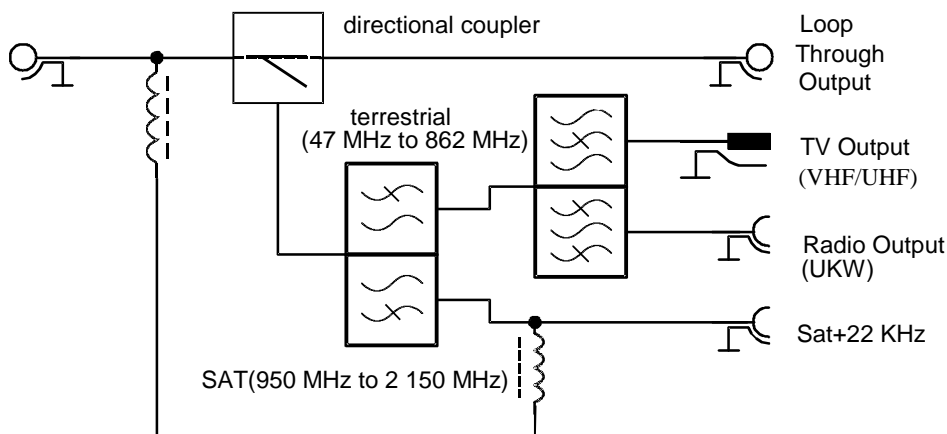 directional coupler
Loop
Through
Output
terrestrial
(47 MHz to 862 MHz)
TV Output
(VHF/UHF)
Radio Output
(UKW)
Sat+22 KHz
SAT(950 MHz to 2 150 MHz)